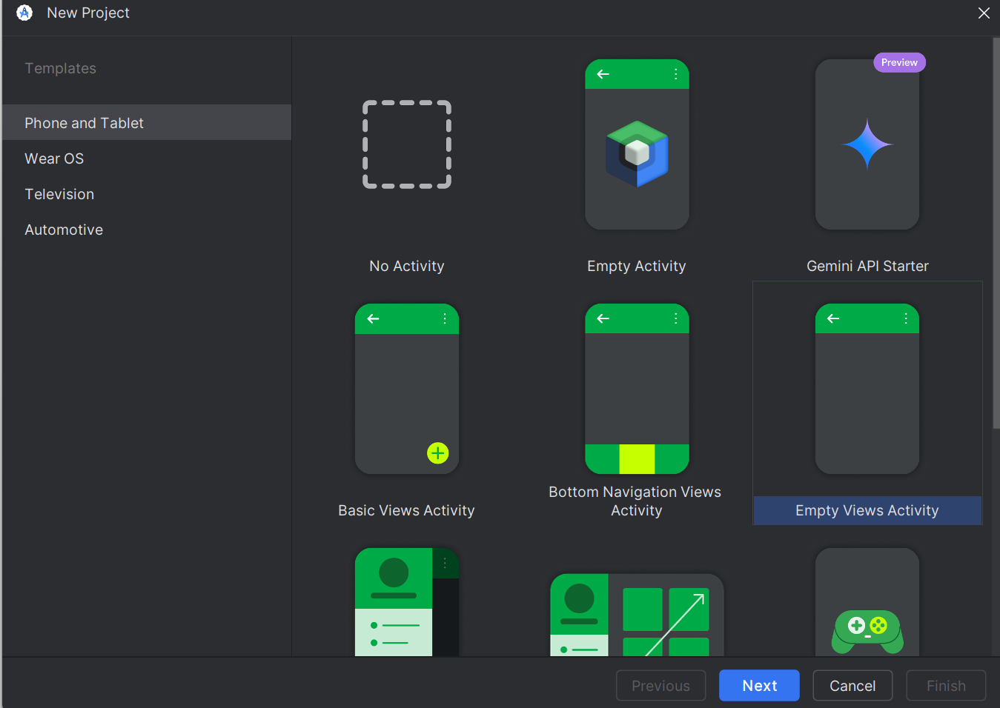 New Project
Templates
Phone and Tablet
Wear OS
Television
Automotive
Preview
No Activity
Empty Activity
Gemini API Starter
Basic Views Activity
Bottom Navigation Views
Activity
Empty Views Activity
Previous
Next
Cancel
Finish